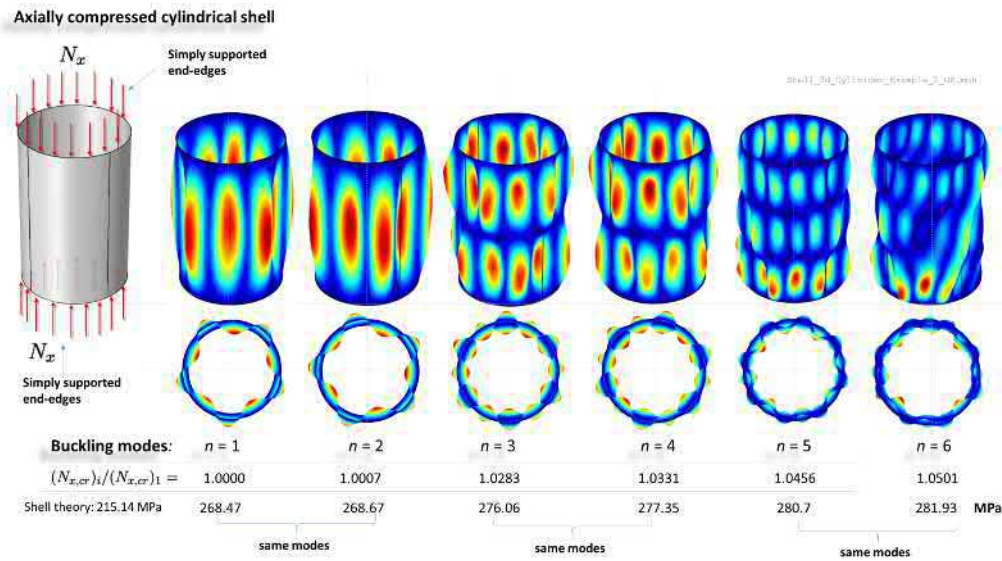 Axially compressed cylindrical shell
N_x
Simply supported
end-edges
N_x
Simply supported
end-edges
Buckling modes: n = 1 n = 2 n = 3 n = 4 n = 5 n = 6
(N_{x,cr})_i/(N_{x,cr})_1 = 1.0000 1.0007 1.0283 1.0331 1.0456 1.0501
Shell theory: 215.14 MPa 268.47 268.67 276.06 277.35 280.7 281.93 MPa
same modes same modes same modes